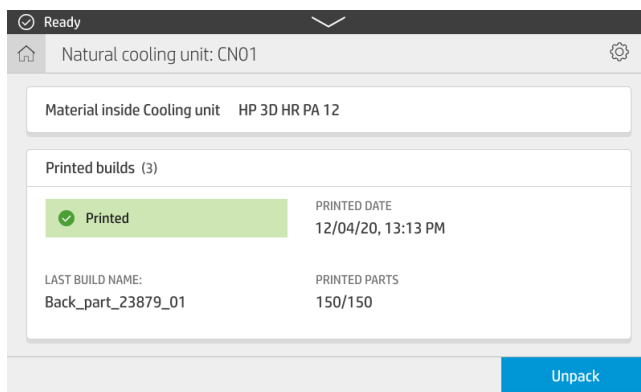 Ready
Natural cooling unit: CN01
Material inside Cooling unit HP 3D HR PA 12
Printed builds (3)
Printed
PRINTED DATE
12/04/20, 13:13 PM
LAST BUILD NAME:
Back_part_23879_01
PRINTED PARTS
150/150
Unpack